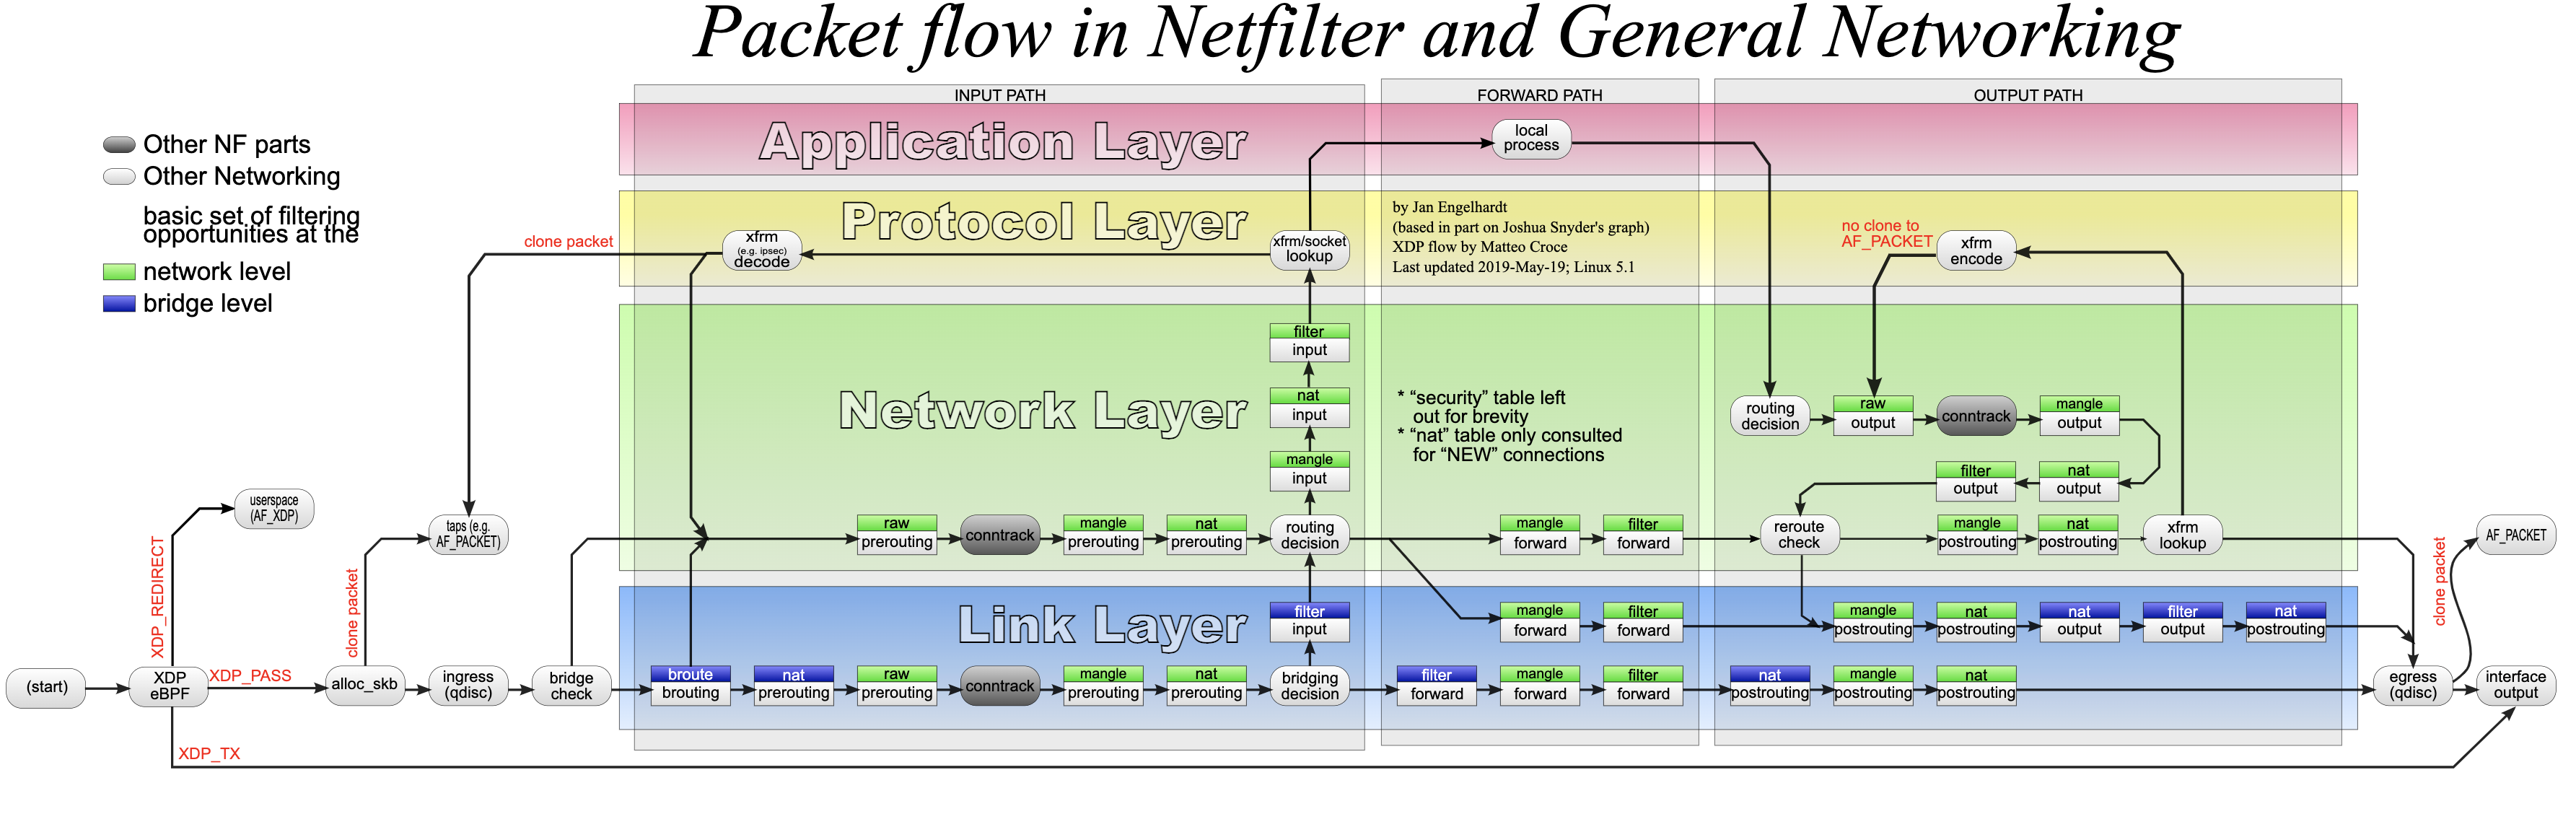 Packet flow in Netfilter and General Networking
INPUT PATH
FORWARD PATH
OUTPUT PATH
Other NF parts
Other Networking
basic set of filtering
opportunities at the
network level
bridge level
Application Layer
local
process
Protocol Layer
clone packet
xfrm
(e.g. ipsec)
decode
xfrm/socket
lookup
by Jan Engelhardt
(based in part on Joshua Snyder's graph)
XDP flow by Matteo Croce
Last updated 2019-May-19; Linux 5.1
no clone to
AF_PACKET
xfrm
encode
Network Layer
filter
input
nat
input
mangle
input
* “security” table left
out for brevity
* “nat” table only consulted
for “NEW” connections
routing
decision
raw
output
conntrack
mangle
output
filter
output
nat
output
userspace
(AF_XDP)
taps (e.g.
AF_PACKET)
raw
prerouting
conntrack
mangle
prerouting
nat
prerouting
routing
decision
mangle
forward
filter
forward
reroute
check
mangle
postrouting
nat
postrouting
xfrm
lookup
AF_PACKET
XDP_REDIRECT
clone packet
clone packet
Link Layer
filter
input
mangle
forward
filter
forward
mangle
postrouting
nat
postrouting
nat
output
filter
output
nat
postrouting
(start)
XDP
eBPF
XDP_PASS
alloc_skb
ingress
(qdisc)
bridge
check
broute
brouting
nat
prerouting
raw
prerouting
conntrack
mangle
prerouting
nat
prerouting
bridging
decision
filter
forward
mangle
forward
filter
forward
nat
postrouting
mangle
postrouting
nat
postrouting
egress
(qdisc)
interface
output
XDP_TX